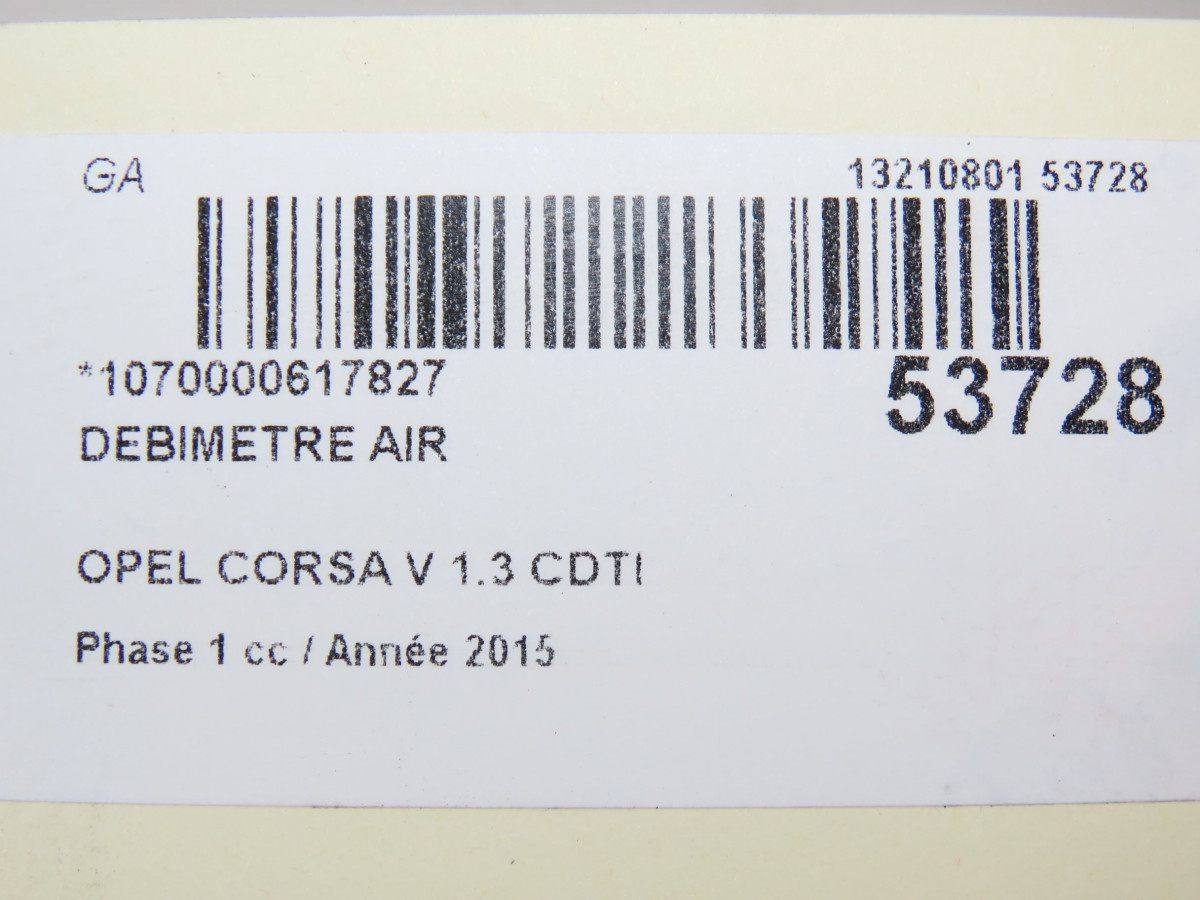 GA
13210801 53728
*1070000617827
53728
DEBIMETRE AIR
OPEL CORSA V 1.3 CDTI
Phase 1 cc / Année 2015